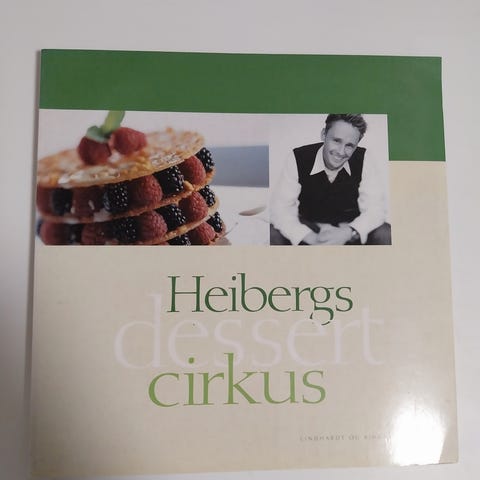 Heibergs
dessert
cirkus
LINDHARDT OG